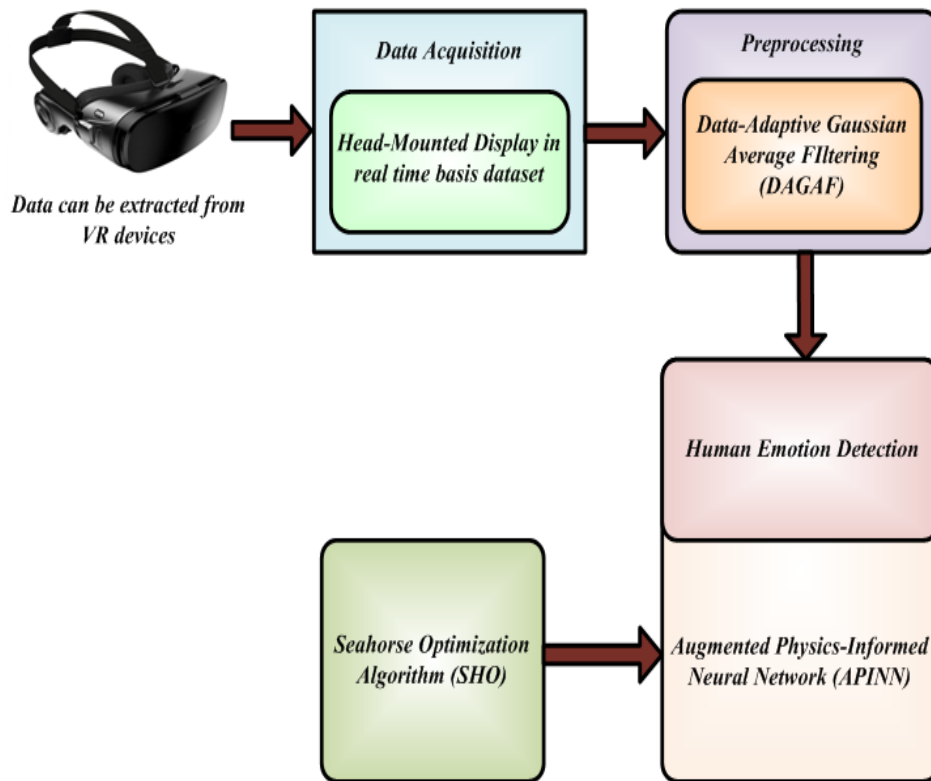 Data can be extracted from
VR devices
Data Acquisition
Head-Mounted Display in
real time basis dataset
Preprocessing
Data-Adaptive Gaussian
Average FIltering
(DAGAF)
Human Emotion Detection
Seahorse Optimization
Algorithm (SHO)
Augmented Physics-Informed
Neural Network (APINN)